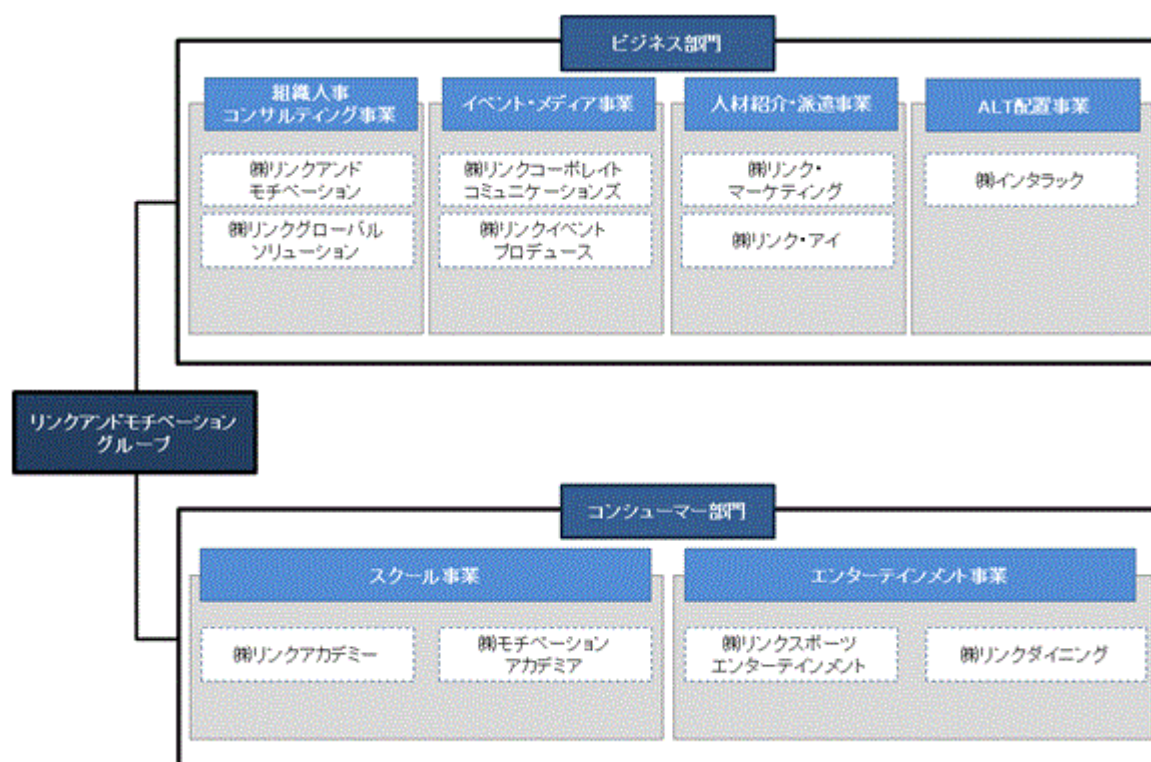 ビジネス部門
組織人事
コンサルティング事業
イベント・メディア事業
人材紹介・派遣事業
ALT配置事業
㈱リンクアンド
モチベーション
㈱リンクコーポレイト
コミュニケーションズ
㈱リンク・
マーケティング
㈱インタラック
㈱リンクグローバル
ソリューション
㈱リンクイベント
プロデュース
㈱リンク・アイ
リンクアンドモチベーション
グループ
コンシューマー部門
スクール事業
エンターテインメント事業
㈱リンクアカデミー
㈱モチベーション
アカデミア
㈱リンクスポーツ
エンターテインメント
㈱リンクダイニング